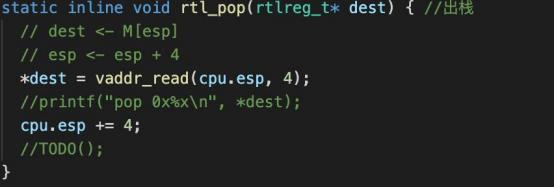 static inline void rtl_pop(rtlreg_t* dest) { //出栈
// dest <- M[esp]
// esp <- esp + 4
*dest = vaddr_read(cpu.esp, 4);
//printf("pop 0x%x\n", *dest);
cpu.esp += 4;
//TODO();
}